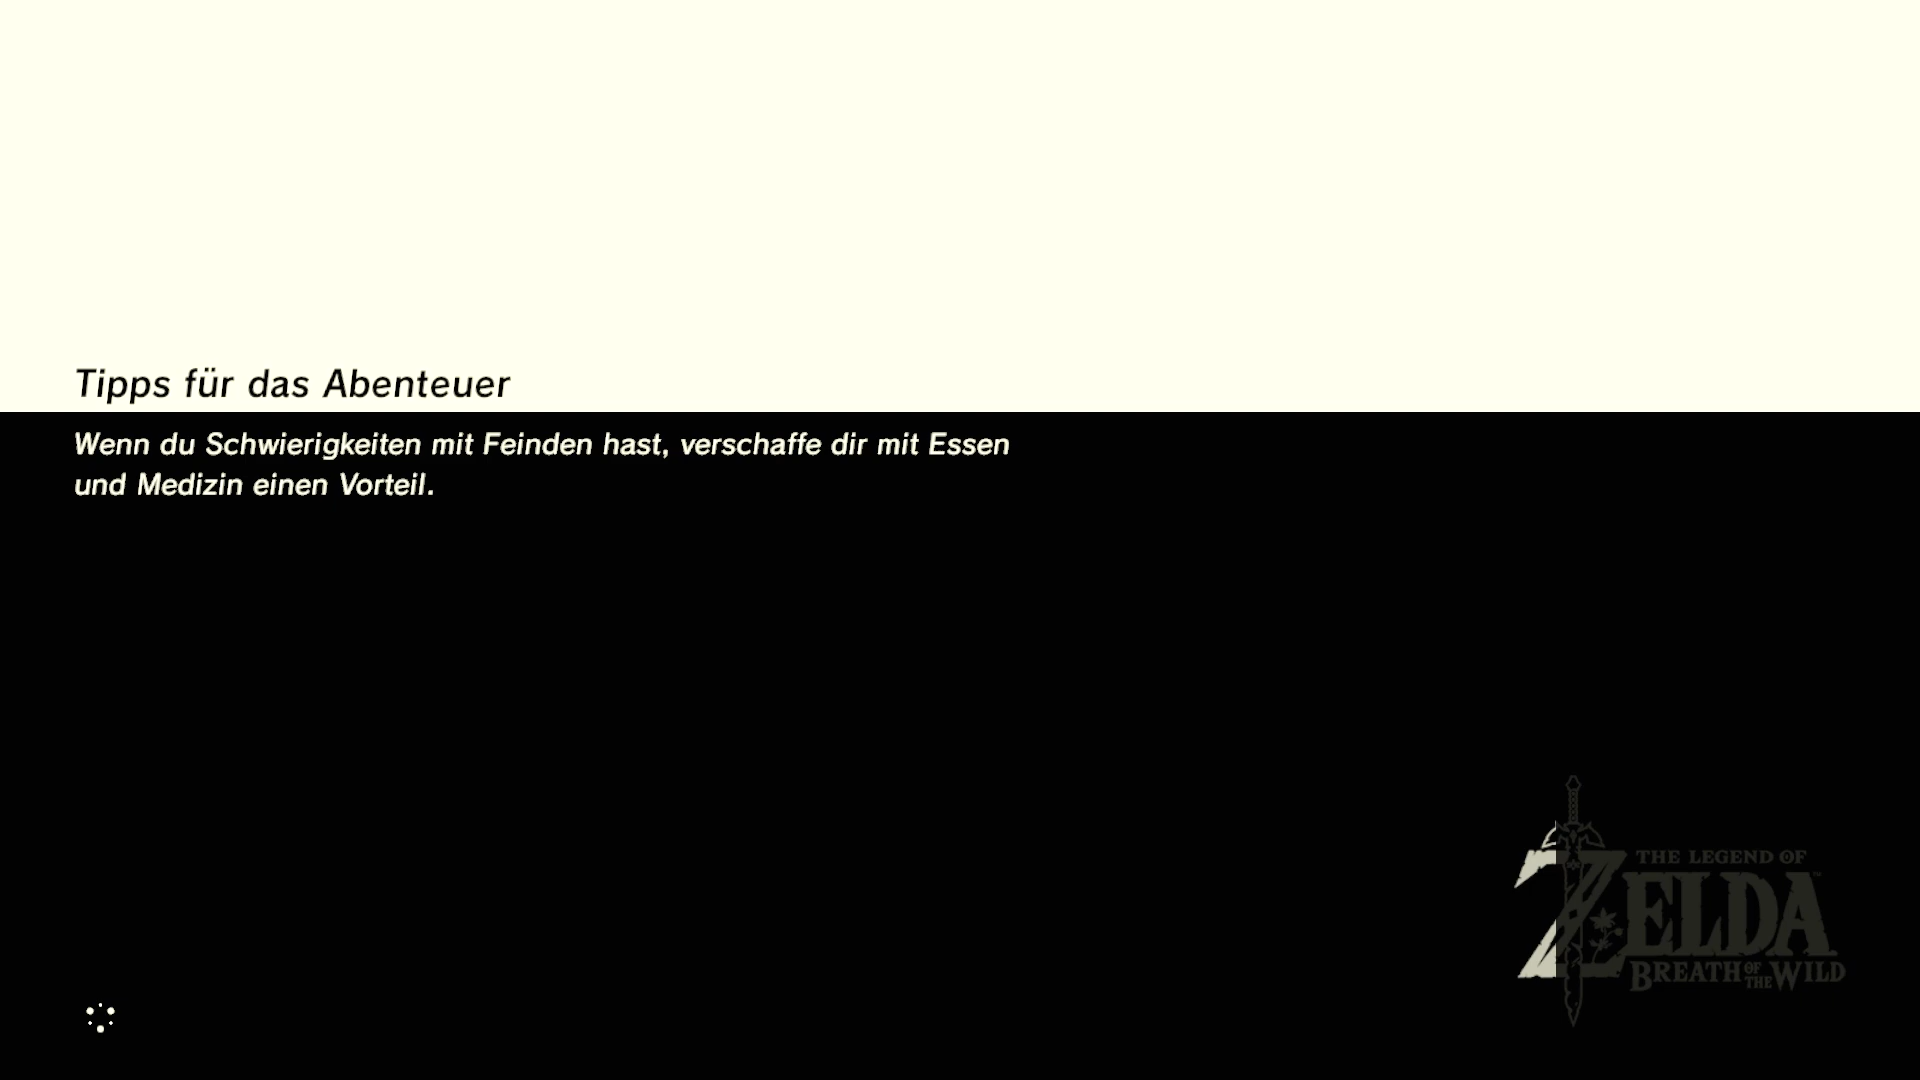 Tipps für das Abenteuer
Wenn du Schwierigkeiten mit Feinden hast, verschaffe dir mit Essen
und Medizin einen Vorteil.
THE LEGEND OF
ZELDA™
BREATH OF THE WILD